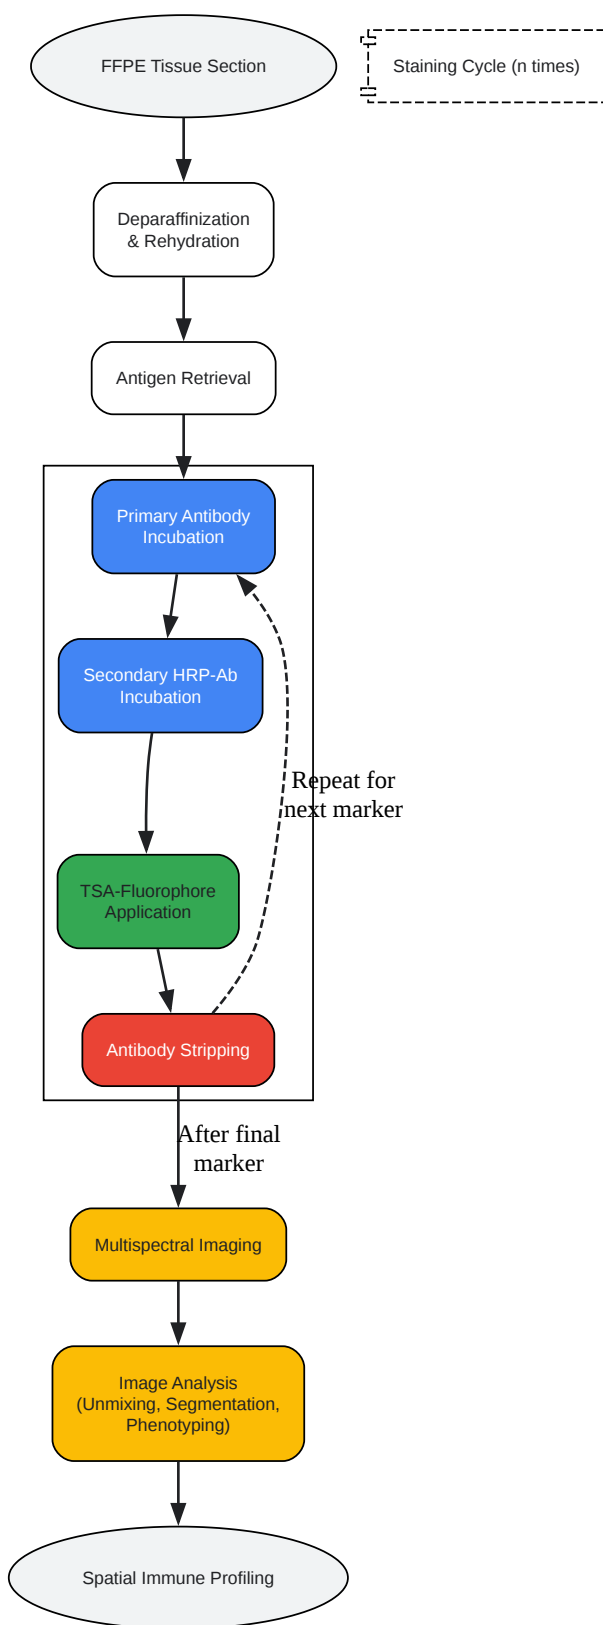 FFPE Tissue Section
Staining Cycle (n times)
Deparaffinization
& Rehydration
Antigen Retrieval
Primary Antibody
Incubation
Secondary HRP-Ab
Incubation
Repeat for
next marker
TSA-Fluorophore
Application
Antibody Stripping
After final
marker
Multispectral Imaging
Image Analysis
(Unmixing, Segmentation,
Phenotyping)
Spatial Immune Profiling